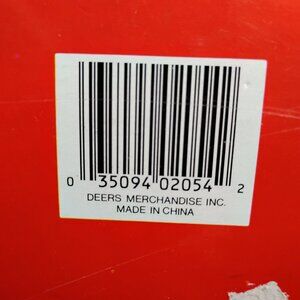 0 35094 02054 2
DEERS MERCHANDISE INC.
MADE IN CHINA